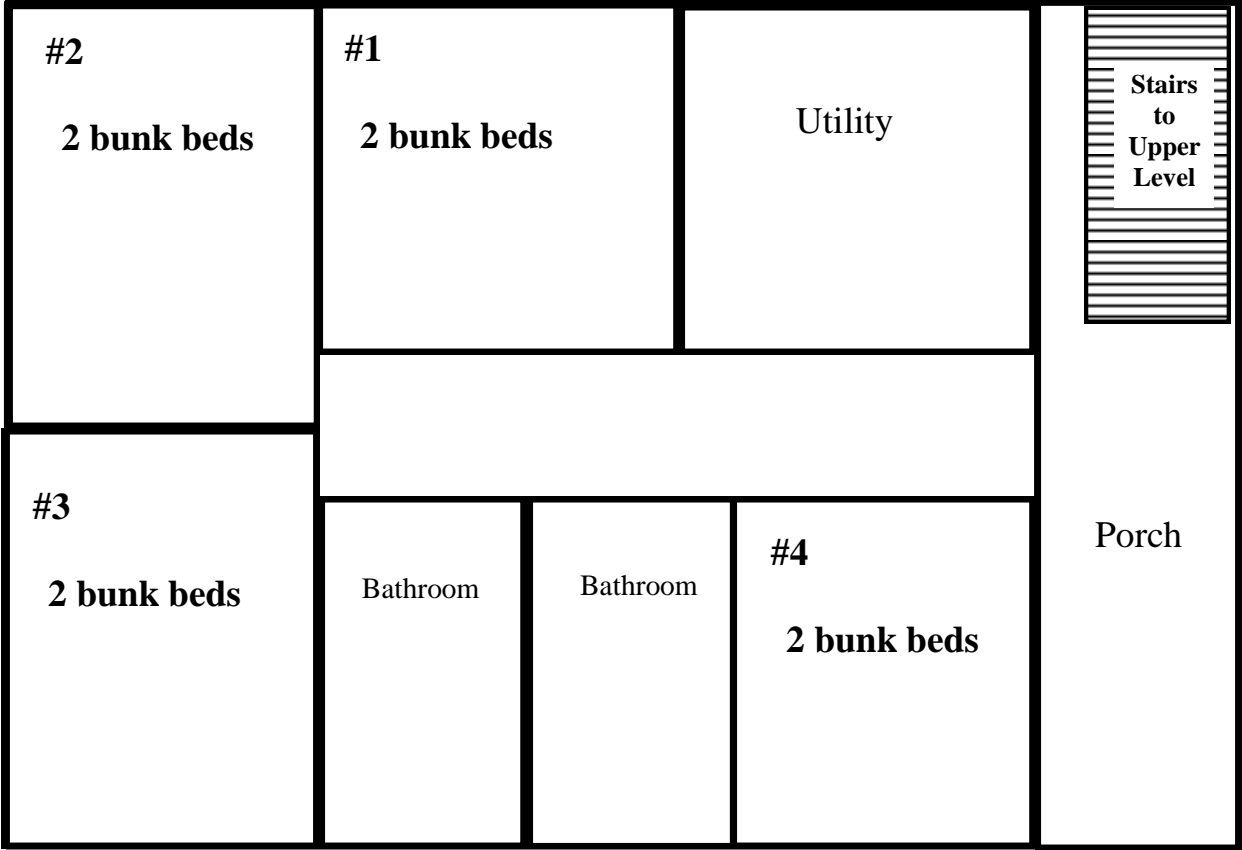 #2
2 bunk beds
#1
2 bunk beds
Utility
Stairs
to
Upper
Level
#3
2 bunk beds
Bathroom
Bathroom
#4
2 bunk beds
Porch